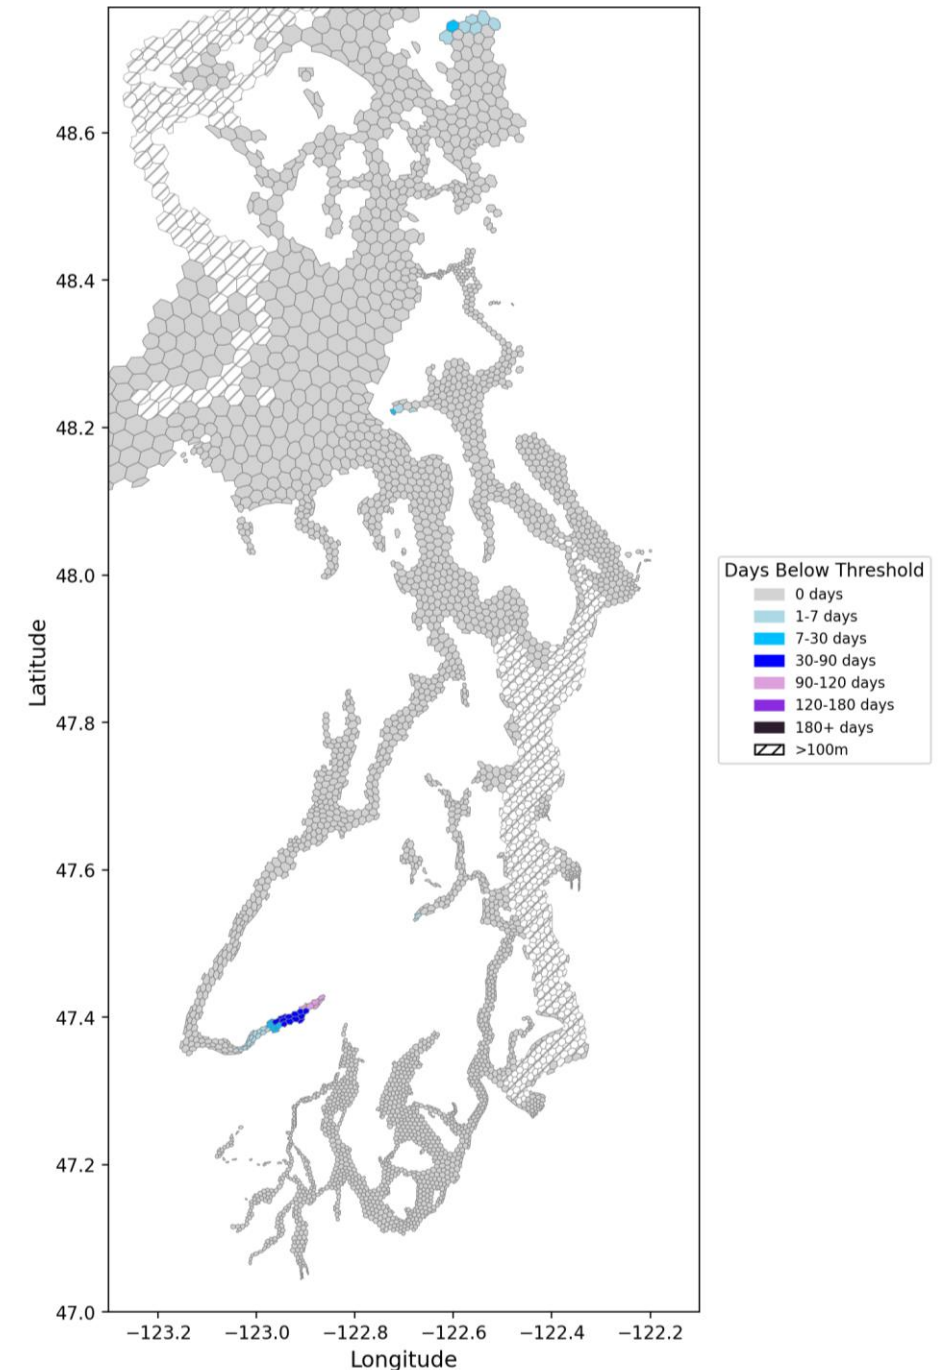 48.6
48.4
48.2
48.0
47.8
47.6
47.4
47.2
47.0
Latitude
−123.2
−123.0
−122.8
−122.6
−122.4
−122.2
Longitude
Days Below Threshold
0 days
1-7 days
7-30 days
30-90 days
90-120 days
120-180 days
180+ days
>100m